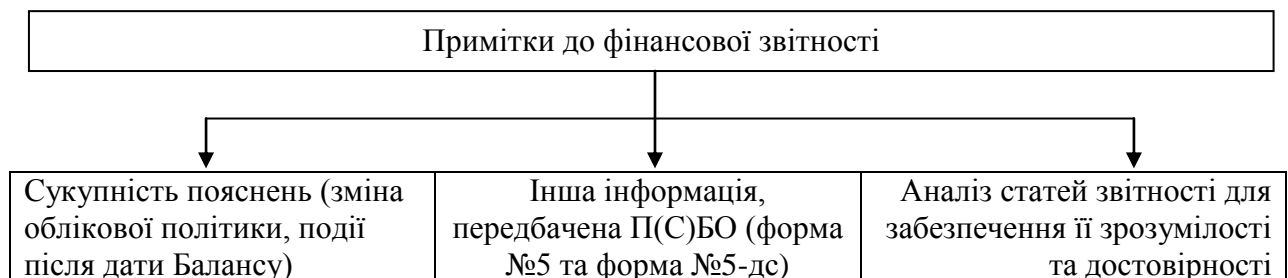 Примітки до фінансової звітності
Сукупність пояснень (зміна
облікової політики, події
після дати Балансу)
Інша інформація,
передбачена П(С)БО (форма
№5 та форма №5-дс)
Аналіз статей звітності для
забезпечення її зрозумілості
та достовірності